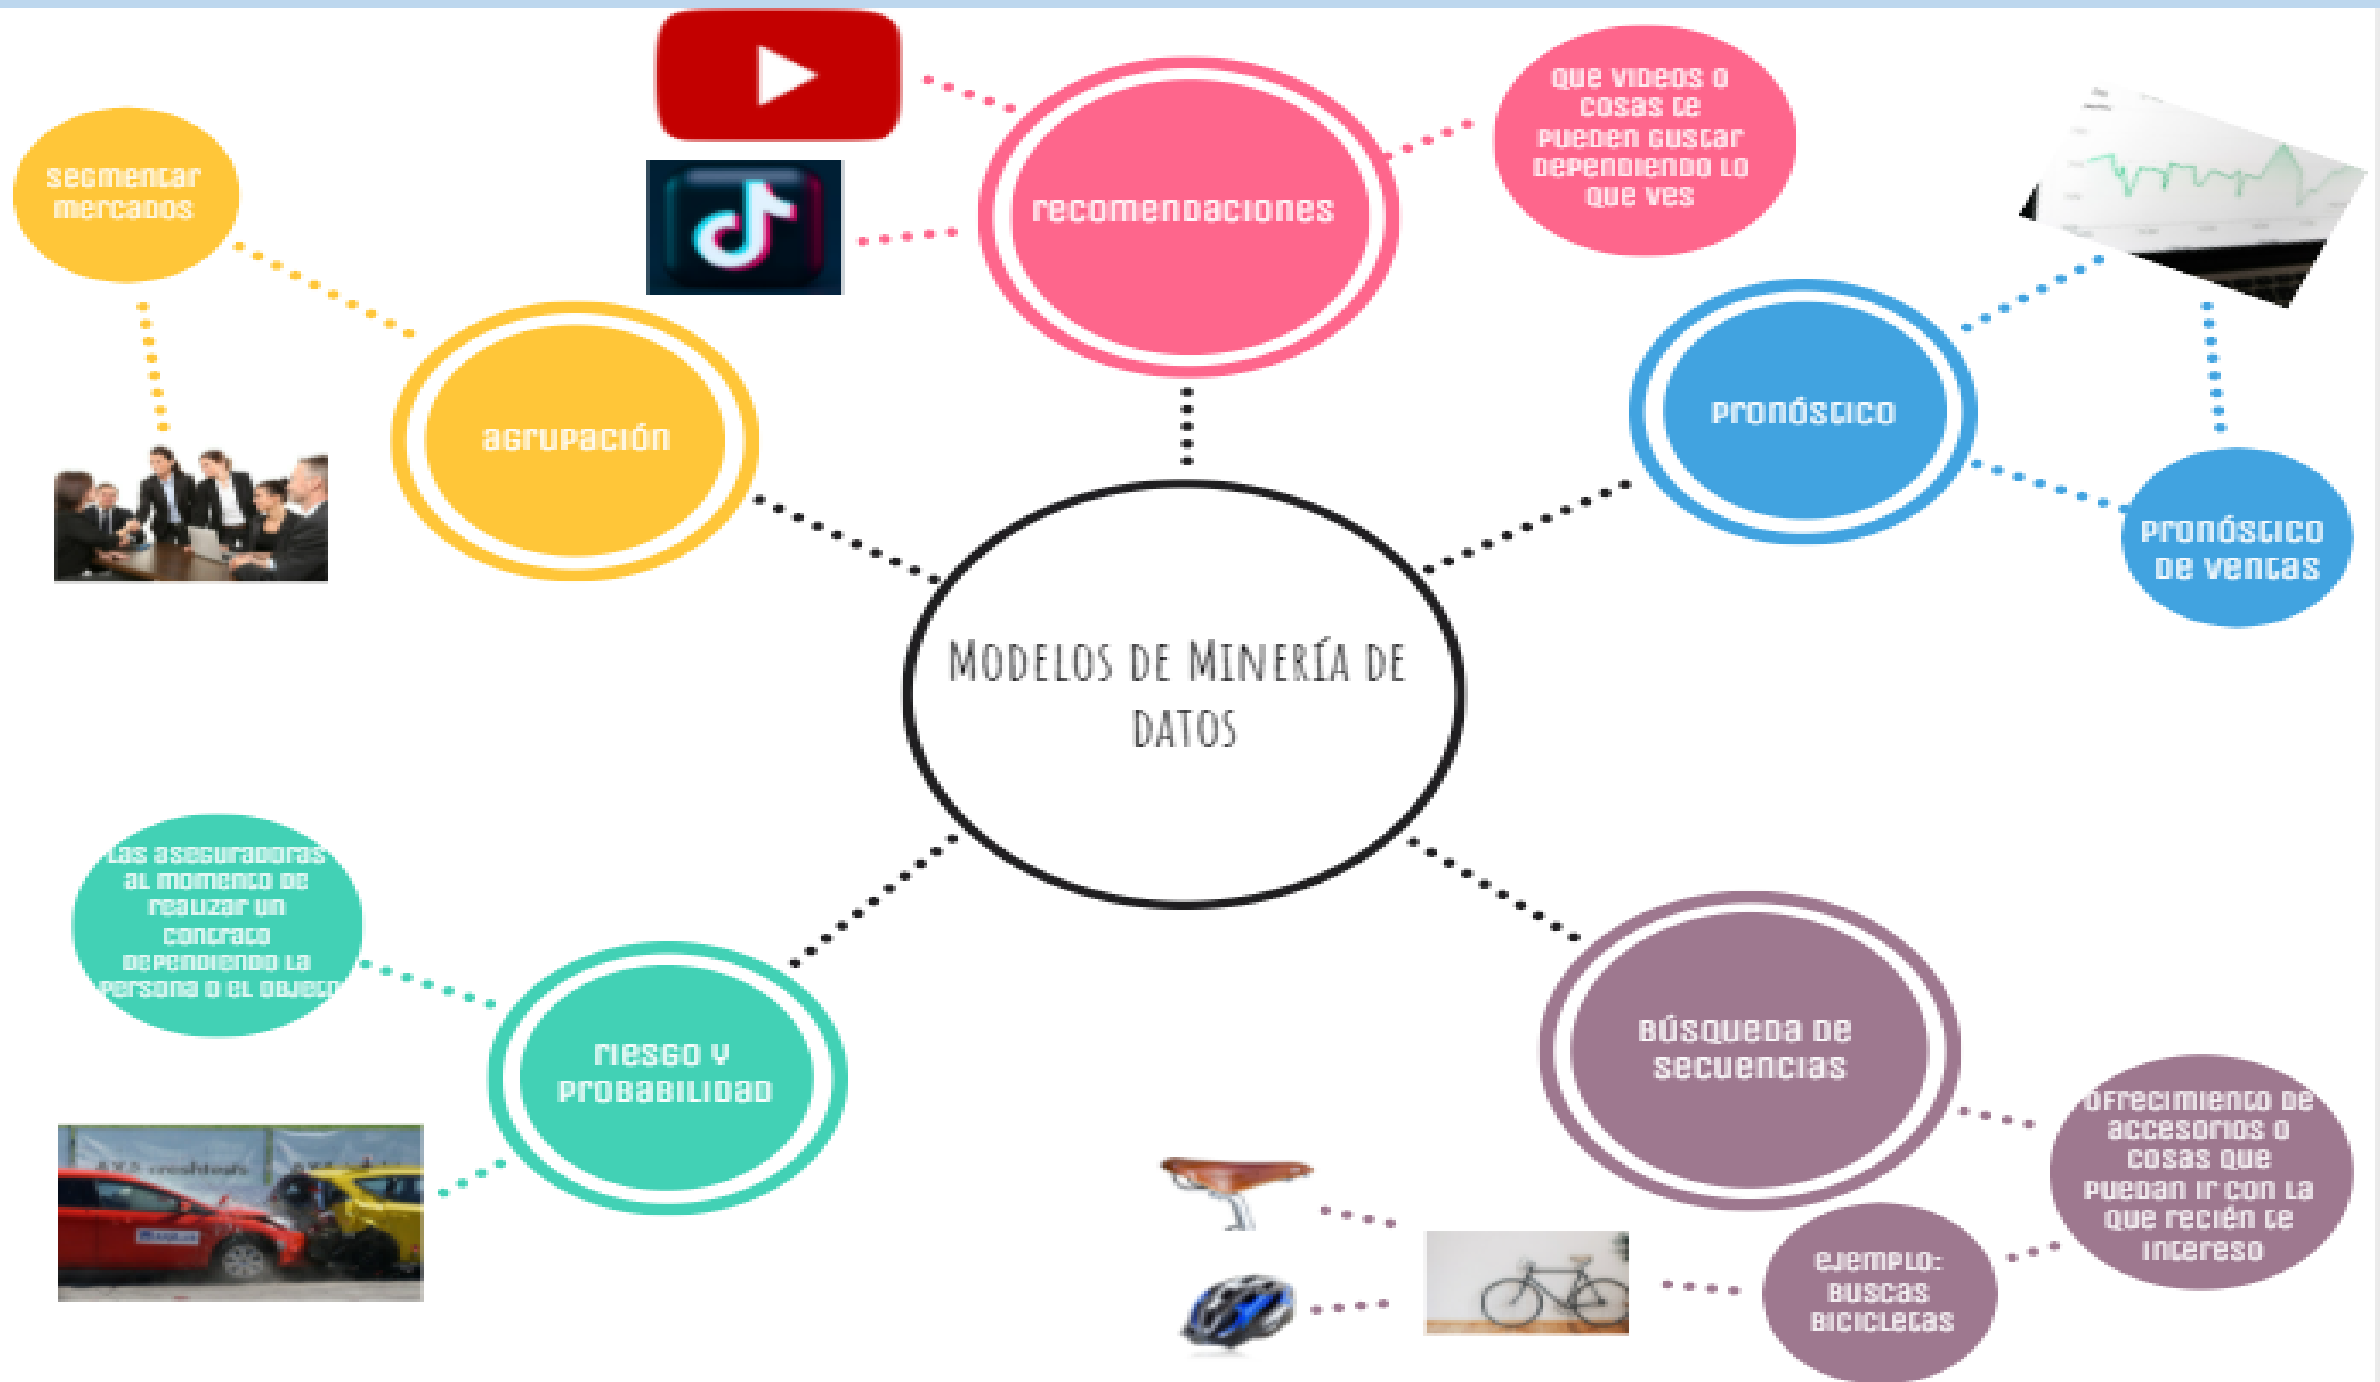 que videos o
cosas te
pueden gustar
dependiendo lo
que ves
segmentar
mercados
recomendaciones
agrupación
pronóstico
pronóstico
de ventas
Modelos de Minería de
datos
Las aseguradoras
al momento de
realizar un
contrato
dependiendo la
persona o el objeto
riesgo y
probabilidad
Búsqueda de
secuencias
ofrecimiento de
accesorios o
cosas que
puedan ir con la
que recién te
intereso
ejemplo:
buscas
bicicletas